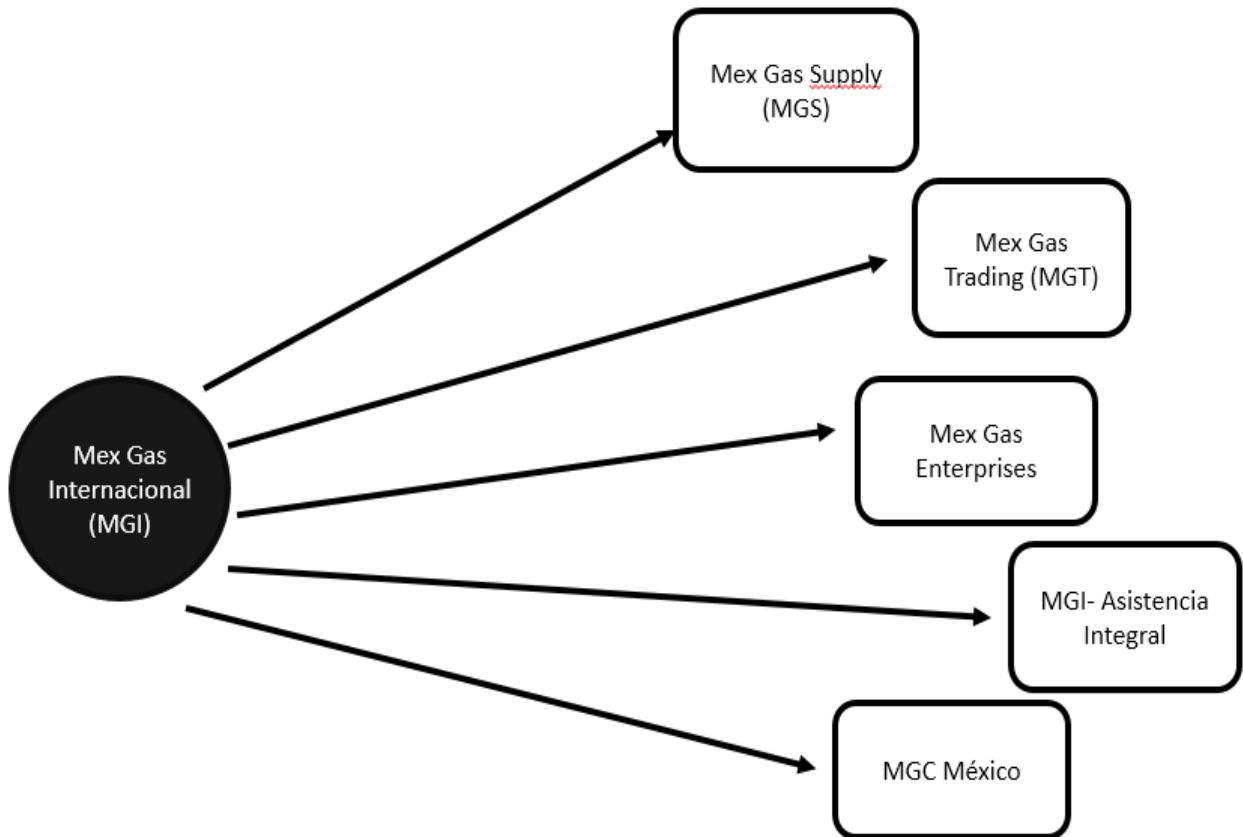 Mex Gas Supply
(MGS)
Mex Gas
Trading (MGT)
Mex Gas
Internacional
(MGI)
Mex Gas
Enterprises
MGI- Asistencia
Integral
MGC México